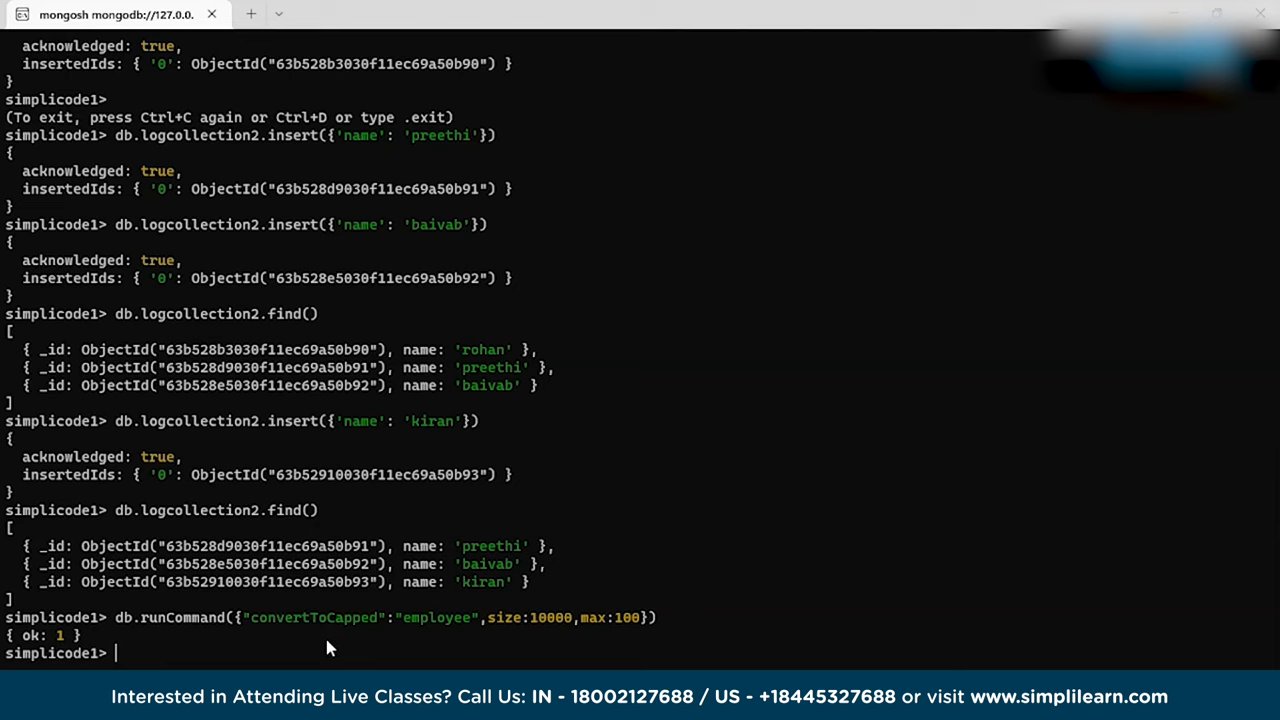 mongosh mongodb://127.0.0.
acknowledged: true,
insertedIds: { '0': ObjectId("63b528b3030f11ec69a50b90") }
}
simplicode1>
(To exit, press Ctrl+C again or Ctrl+D or type .exit)
simplicode1> db.logcollection2.insert({'name': 'preethi'})
{
acknowledged: true,
insertedIds: { '0': ObjectId("63b528d9030f11ec69a50b91") }
}
simplicode1> db.logcollection2.insert({'name': 'baivab'})
{
acknowledged: true,
insertedIds: { '0': ObjectId("63b528e5030f11ec69a50b92") }
}
simplicode1> db.logcollection2.find()
[
{ _id: ObjectId("63b528b3030f11ec69a50b90"), name: 'rohan' },
{ _id: ObjectId("63b528d9030f11ec69a50b91"), name: 'preethi' },
{ _id: ObjectId("63b528e5030f11ec69a50b92"), name: 'baivab' }
]
simplicode1> db.logcollection2.insert({'name': 'kiran'})
{
acknowledged: true,
insertedIds: { '0': ObjectId("63b52910030f11ec69a50b93") }
}
simplicode1> db.logcollection2.find()
[
{ _id: ObjectId("63b528d9030f11ec69a50b91"), name: 'preethi' },
{ _id: ObjectId("63b528e5030f11ec69a50b92"), name: 'baivab' },
{ _id: ObjectId("63b52910030f11ec69a50b93"), name: 'kiran' }
]
simplicode1> db.runCommand({"convertToCapped":"employee",size:10000,max:100})
{ ok: 1 }
simplicode1>
Interested in Attending Live Classes? Call Us: IN - 18002127688 / US - +18445327688 or visit www.simplilearn.com